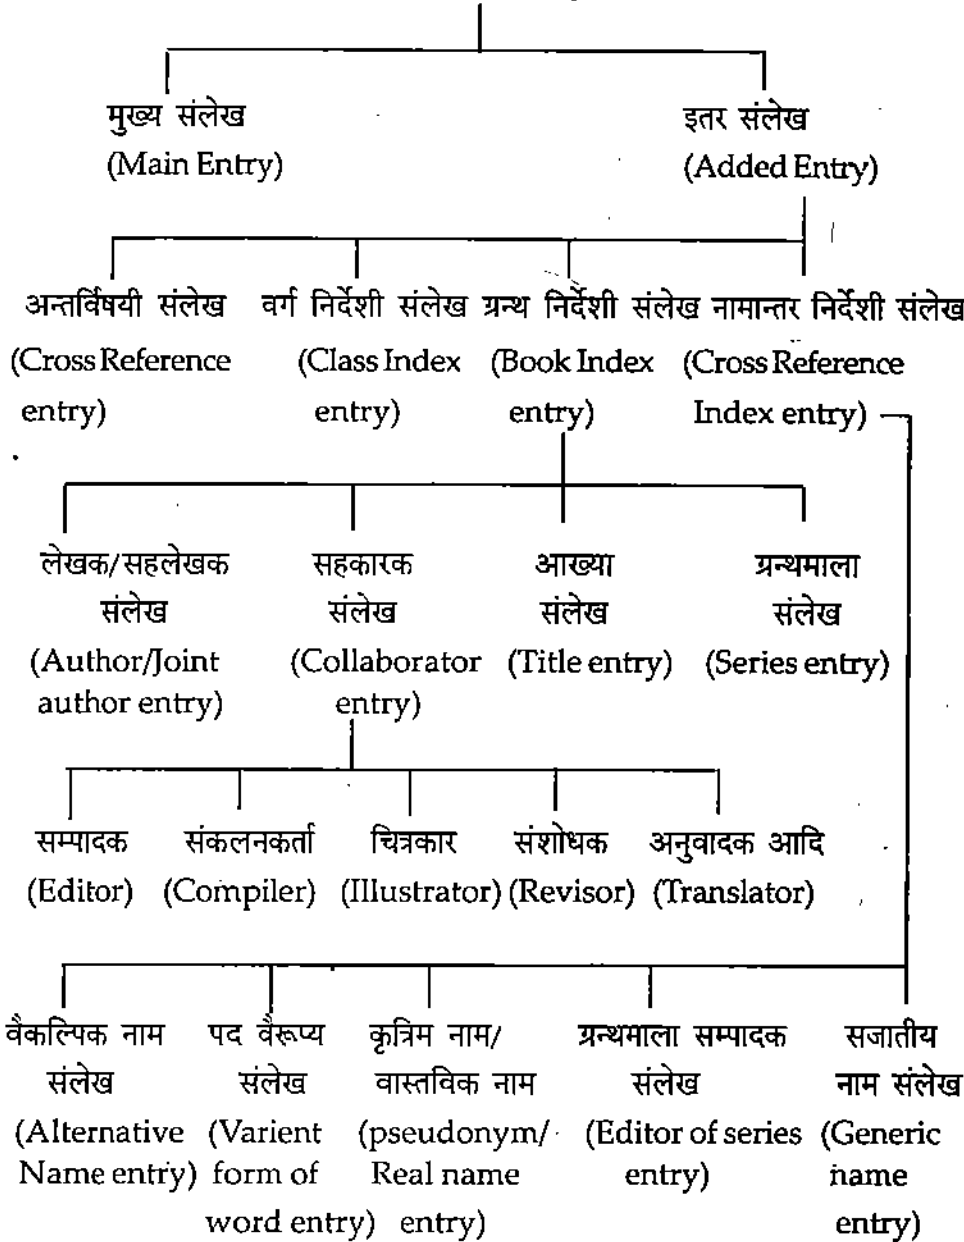 मुख्य संलेख
(Main Entry)
इतर संलेख
(Added Entry)
अन्तर्विषयी संलेख
(Cross Reference
entry)
वर्ग निर्देशी संलेख
(Class Index
entry)
ग्रन्थ निर्देशी संलेख
(Book Index
entry)
नामान्तर निर्देशी संलेख
(Cross Reference
Index entry)
लेखक/सहलेखक
संलेख
(Author/Joint
author entry)
सहकारक
संलेख
(Collaborator
entry)
आख्या
संलेख
(Title entry)
ग्रन्थमाला
संलेख
(Series entry)
सम्पादक
(Editor)
संकलनकर्ता
(Compiler)
चित्रकार
(Illustrator)
संशोधक
(Revisor)
अनुवादक आदि
(Translator)
वैकल्पिक नाम
संलेख
(Alternative
Name entry)
पद वैरूप्य
संलेख
(Varient
form of
word entry)
कृत्रिम नाम/
वास्तविक नाम
(pseudonym/
Real name
entry)
ग्रन्थमाला सम्पादक
संलेख
(Editor of series
entry)
सजातीय
नाम संलेख
(Generic
name
entry)